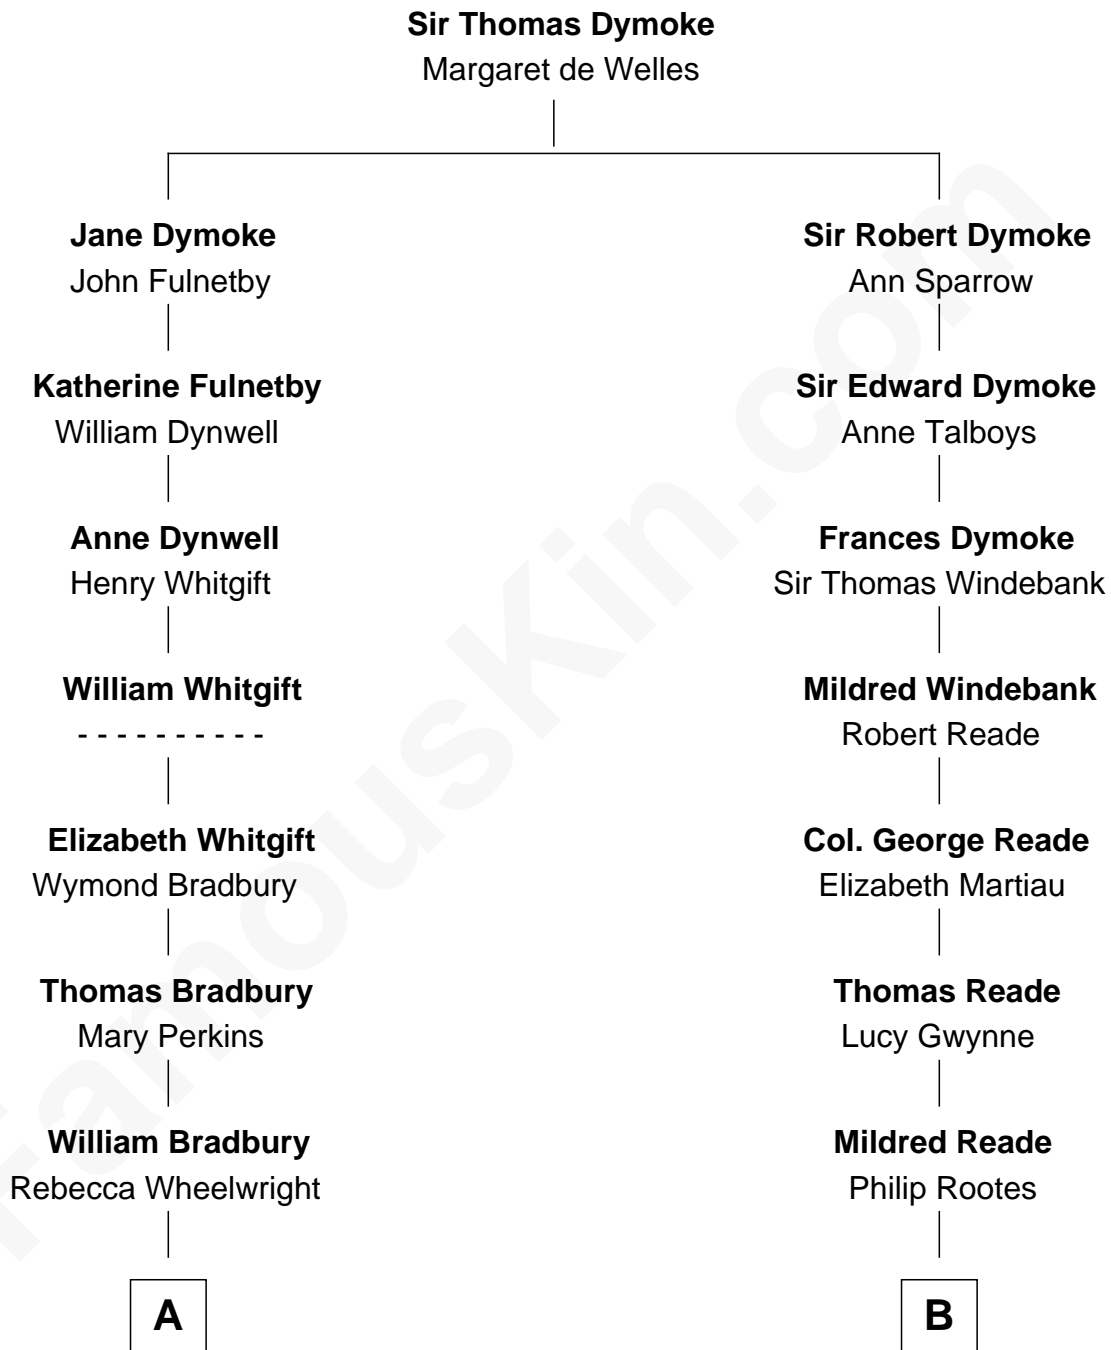 Sir Thomas Dymoke
Margaret de Welles
Jane Dymoke
John Fulnetby
Katherine Fulnetby
William Dynwell
Anne Dynwell
Henry Whitgift
William Whitgift
- - - - - - - - - -
Elizabeth Whitgift
Wymond Bradbury
Thomas Bradbury
Mary Perkins
William Bradbury
Rebecca Wheelwright
A
Sir Robert Dymoke
Ann Sparrow
Sir Edward Dymoke
Anne Talboys
Frances Dymoke
Sir Thomas Windebank
Mildred Windebank
Robert Reade
Col. George Reade
Elizabeth Martiau
Thomas Reade
Lucy Gwynne
Mildred Reade
Philip Rootes
B
FamousKin.com